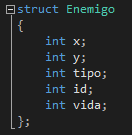 struct Enemigo
{
int x;
int y;
int tipo;
int id;
int vida;
};